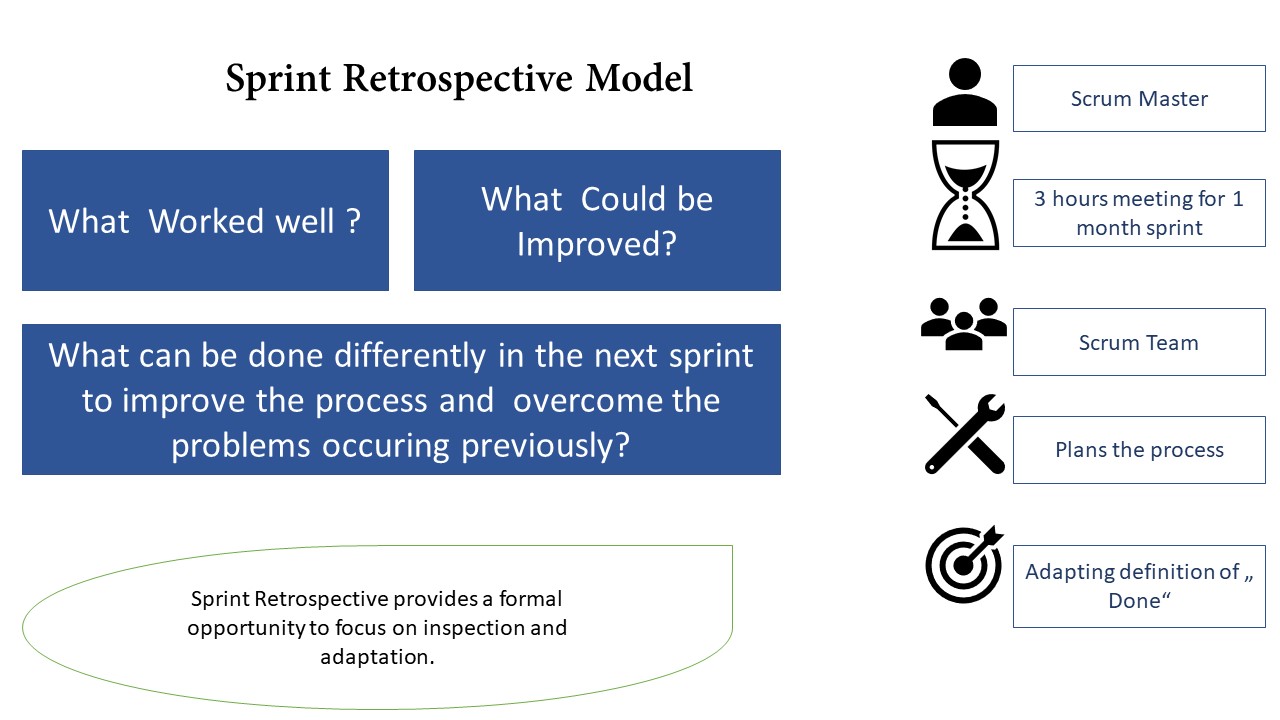 Sprint Retrospective Model
What  Worked well ?
What  Could be
Improved?
What can be done differently in the next sprint
to improve the process and  overcome the
problems occuring previously?
Sprint Retrospective provides a formal
opportunity to focus on inspection and
adaptation.
Scrum Master
3 hours meeting for 1
month sprint
Scrum Team
Plans the process
Adapting definition of „
Done“